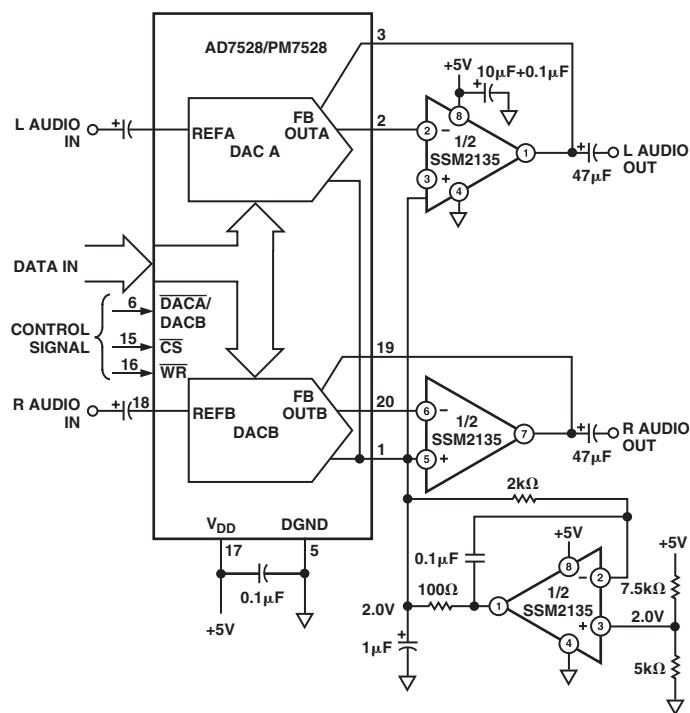 AD7528/PM7528
3
+5V
10µF+0.1µF
+
8
FB
OUTA
2
2
–
1/2
SSM2135
1
+
L AUDIO
OUT
47µF
L AUDIO
IN
+
REFA
DAC A
3
+
4
DATA IN
6
DACA/
DACB
CONTROL
SIGNAL
15
CS
16
WR
19
R AUDIO
IN
+
18
REFB
FB
OUTB
DACB
20
6
–
1/2
SSM2135
7
+
R AUDIO
OUT
47µF
1
5
+
2kΩ
VDD
DGND
17
5
0.1µF
+5V
0.1µF
+5V
8
–
2
+5V
7.5kΩ
100Ω
1
1/2
SSM2135
+
3
2.0V
2.0V
+
1µF
4
5kΩ